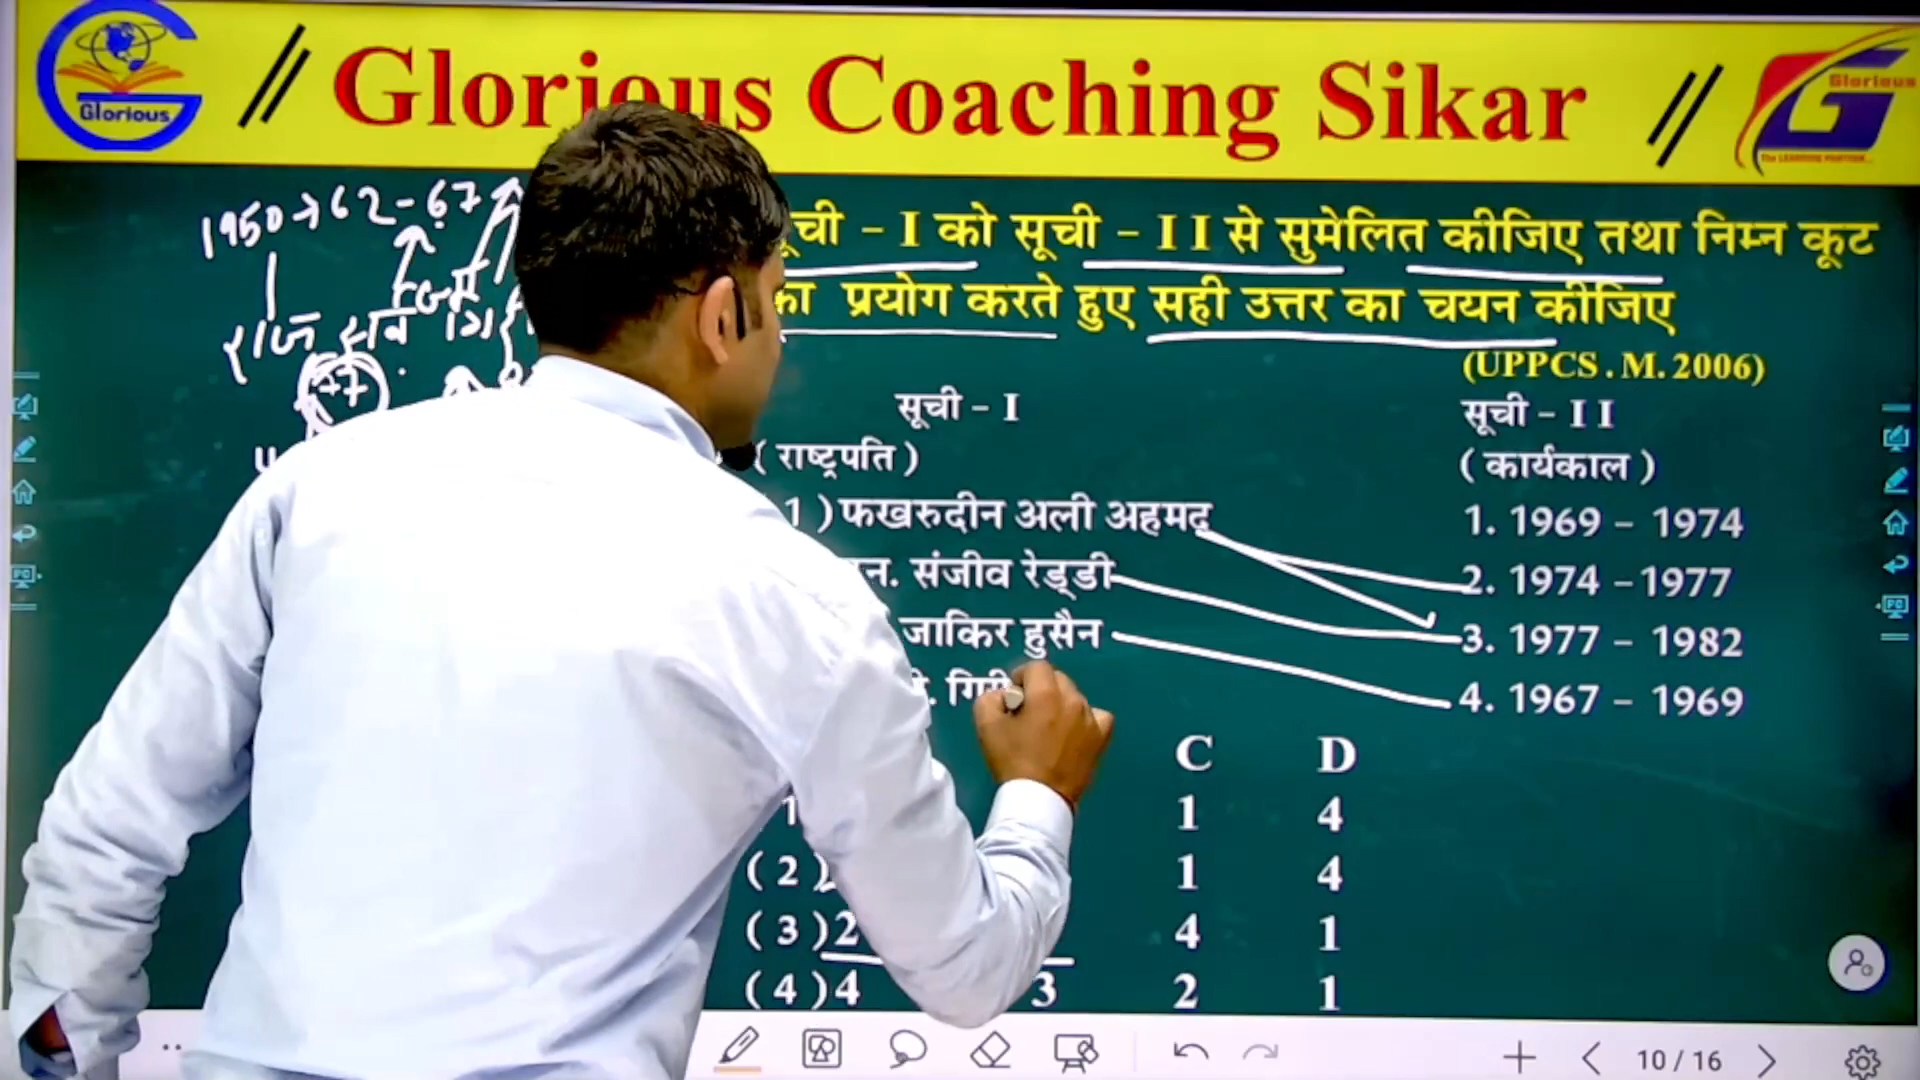 Glorious
// Glorious Coaching Sikar //
Glorious
1950 → 62 - 67
सूची - I को सूची - II से सुमेलित कीजिए तथा निम्न कूट
का प्रयोग करते हुए सही उत्तर का चयन कीजिए
(UPPCS . M. 2006)
77
सूची - I सूची - II
( राष्ट्रपति ) ( कार्यकाल )
1 ) फखरुदीन अली अहमद 1. 1969 - 1974
न. संजीव रेड्डी 2. 1974 - 1977
जाकिर हुसैन 3. 1977 - 1982
गिरी 4. 1967 - 1969
C D
1 1 4
( 2 ) 1 4
( 3 ) 2 4 1
( 4 ) 4 3 2 1
10 / 16